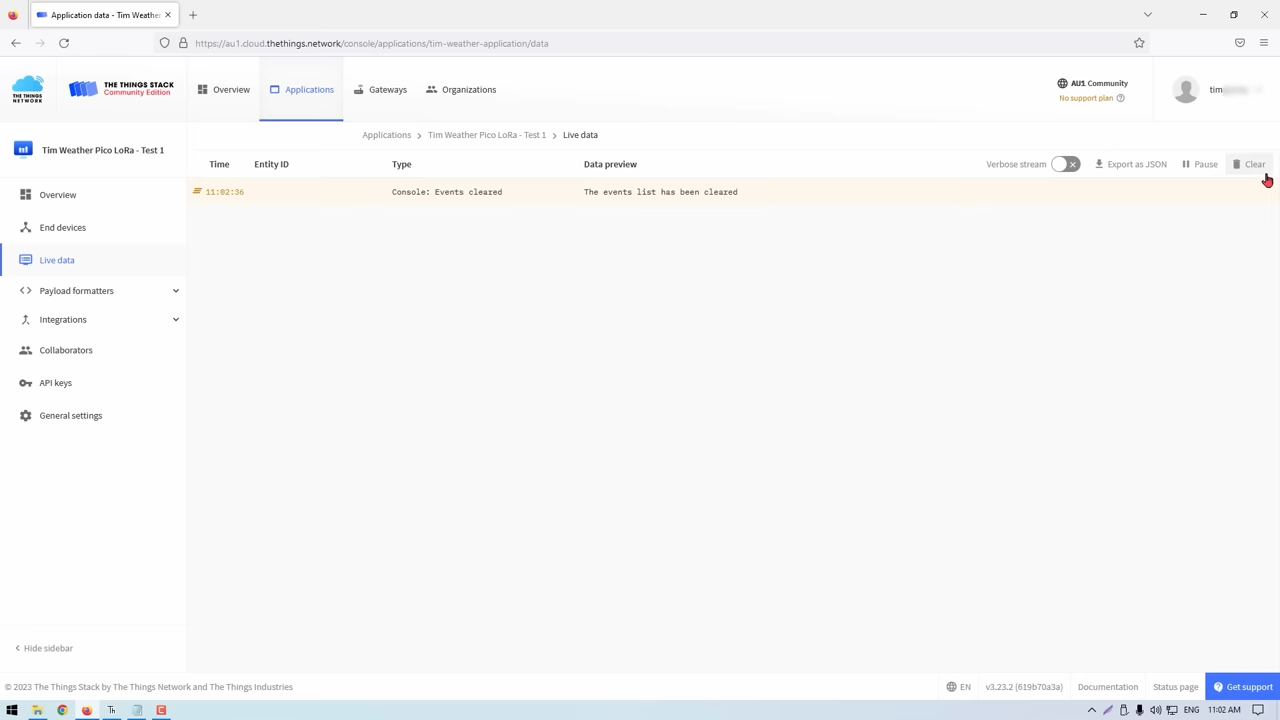 Application data - Tim Weather
https://au1.cloud.thethings.network/console/applications/tim-weather-application/data
THE THINGS NETWORK
THE THINGS STACK
Community Edition
Overview
Applications
Gateways
Organizations
AU1 Community
No support plan
tim
Tim Weather Pico LoRa - Test 1
Applications > Tim Weather Pico LoRa - Test 1 > Live data
Time Entity ID Type Data preview Verbose stream Export as JSON Pause Clear
11:02:36 Console: Events cleared The events list has been cleared
Overview
End devices
Live data
Payload formatters
Integrations
Collaborators
API keys
General settings
< Hide sidebar
© 2023 The Things Stack by The Things Network and The Things Industries
EN v3.23.2 (619b70a3a) Documentation Status page Get support
ENG 11:02 AM